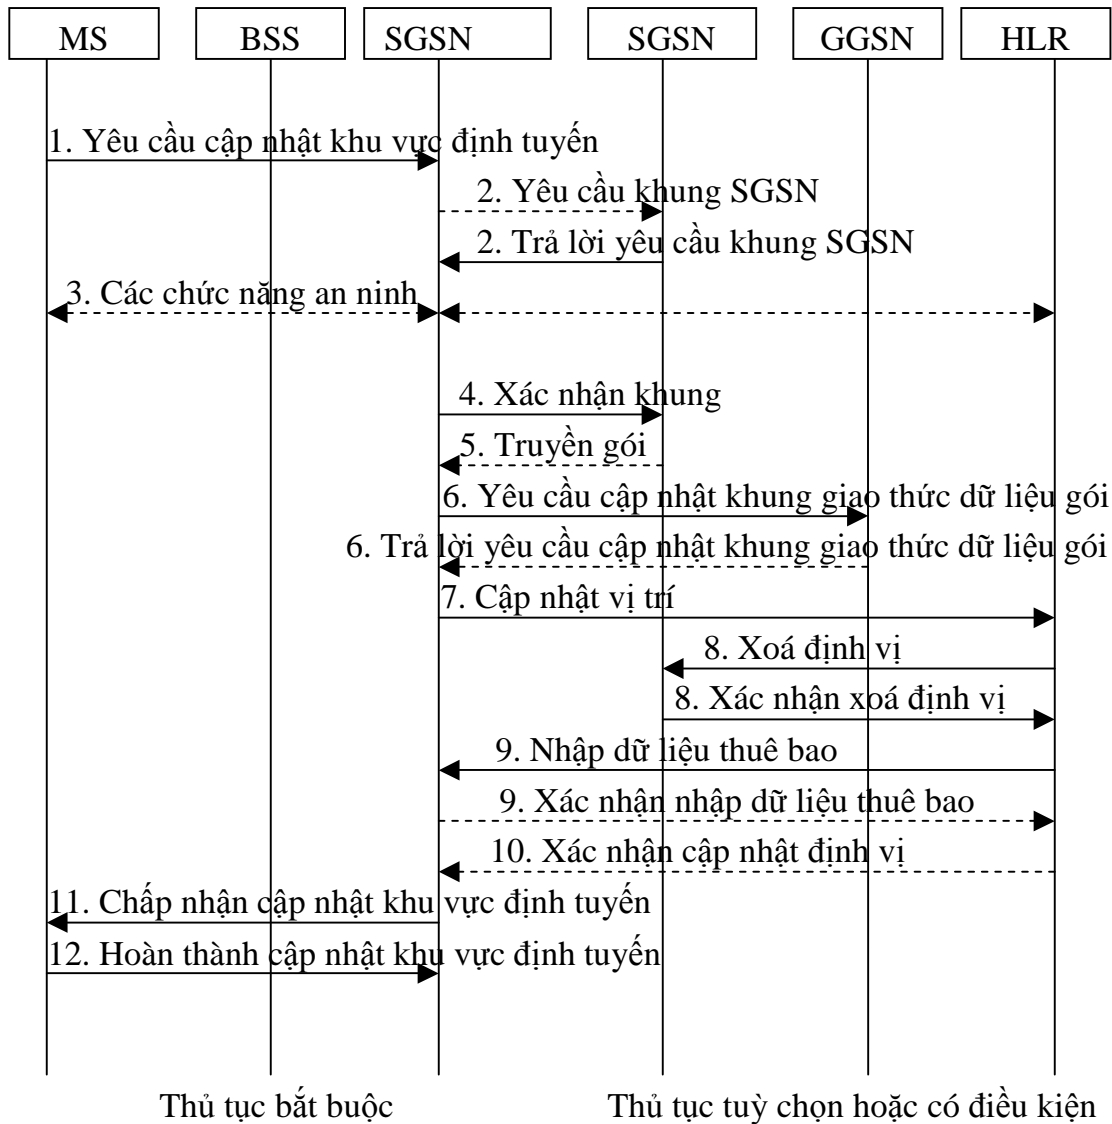 MS BSS SGSN SGSN GGSN HLR
1. Yêu cầu cập nhật khu vực định tuyến
2. Yêu cầu khung SGSN
2. Trả lời yêu cầu khung SGSN
3. Các chức năng an ninh
4. Xác nhận khung
5. Truyền gói
6. Yêu cầu cập nhật khung giao thức dữ liệu gói
6. Trả lời yêu cầu cập nhật khung giao thức dữ liệu gói
7. Cập nhật vị trí
8. Xoá định vị
8. Xác nhận xoá định vị
9. Nhập dữ liệu thuê bao
9. Xác nhận nhập dữ liệu thuê bao
10. Xác nhận cập nhật định vị
11. Chấp nhận cập nhật khu vực định tuyến
12. Hoàn thành cập nhật khu vực định tuyến
Thủ tục bắt buộc Thủ tục tuỳ chọn hoặc có điều kiện